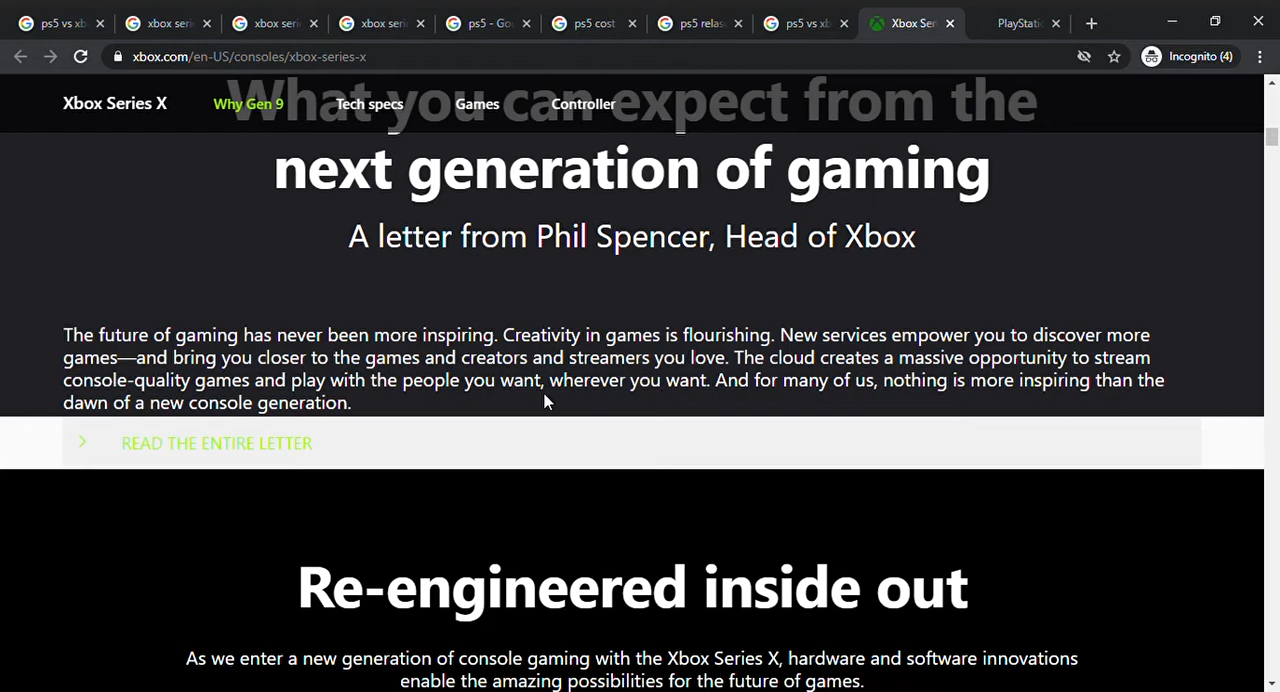 ps5 vs xb
xbox seri
xbox seri
xbox seri
ps5 - Go
ps5 cost
ps5 relas
ps5 vs xb
Xbox Ser
PlayStatio
xbox.com/en-US/consoles/xbox-series-x
Incognito (4)
What you can expect from the
Xbox Series X
Why Gen 9
Tech specs
Games
Controller
next generation of gaming
A letter from Phil Spencer, Head of Xbox
The future of gaming has never been more inspiring. Creativity in games is flourishing. New services empower you to discover more
games—and bring you closer to the games and creators and streamers you love. The cloud creates a massive opportunity to stream
console-quality games and play with the people you want, wherever you want. And for many of us, nothing is more inspiring than the
dawn of a new console generation.
READ THE ENTIRE LETTER
Re-engineered inside out
As we enter a new generation of console gaming with the Xbox Series X, hardware and software innovations
enable the amazing possibilities for the future of games.